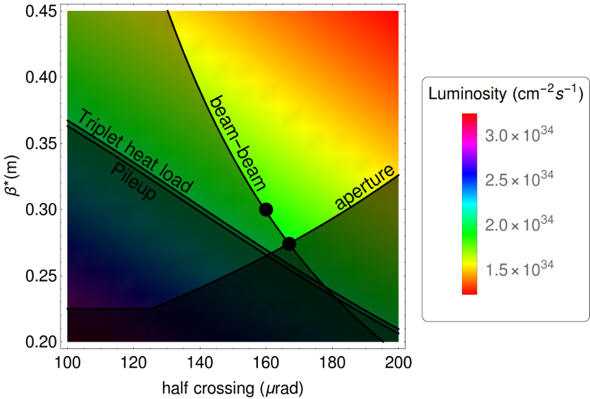 0.45
0.40
0.35
0.30
0.25
0.20
β*(m)
100
120
140
160
180
200
half crossing (μrad)
beam-beam
Triplet heat load
Pileup
aperture
Luminosity (cm⁻²s⁻¹)
3.0×10³⁴
2.5×10³⁴
2.0×10³⁴
1.5×10³⁴